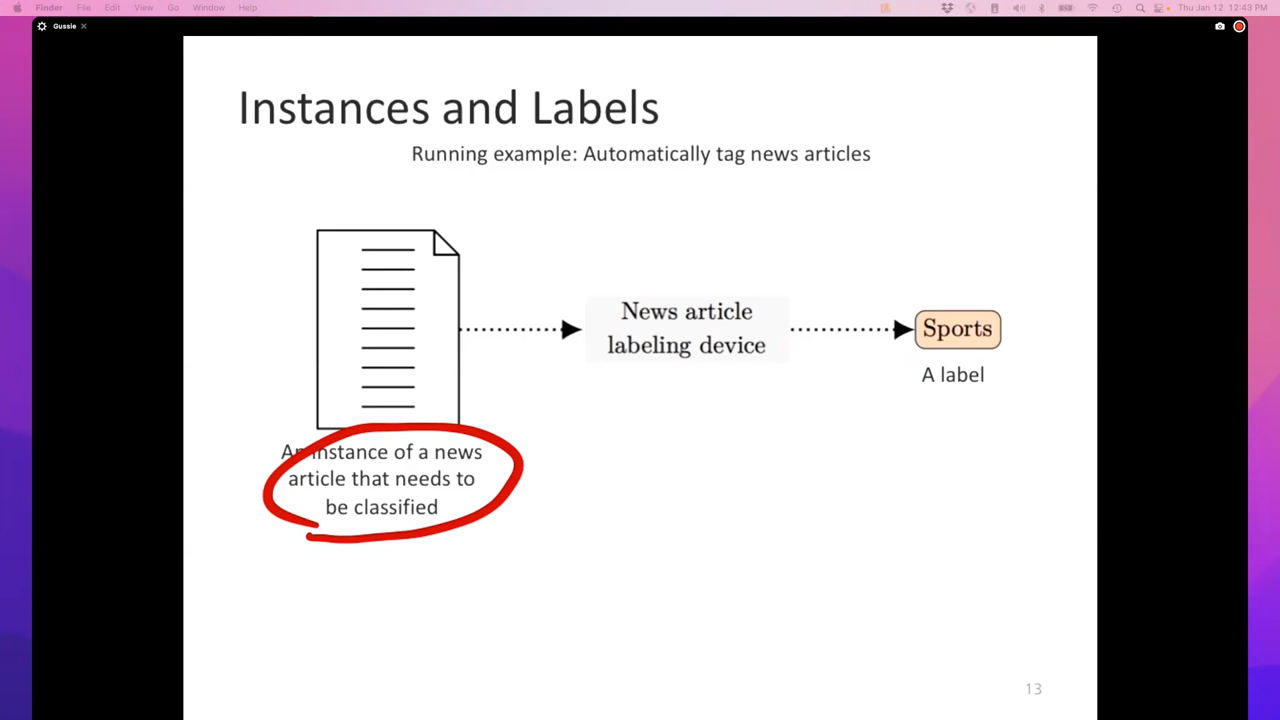 Finder File Edit View Go Window Help Thu Jan 12 12:43 PM
Gussie
Instances and Labels
Running example: Automatically tag news articles
News article
labeling device
Sports
A label
An instance of a news
article that needs to
be classified
13